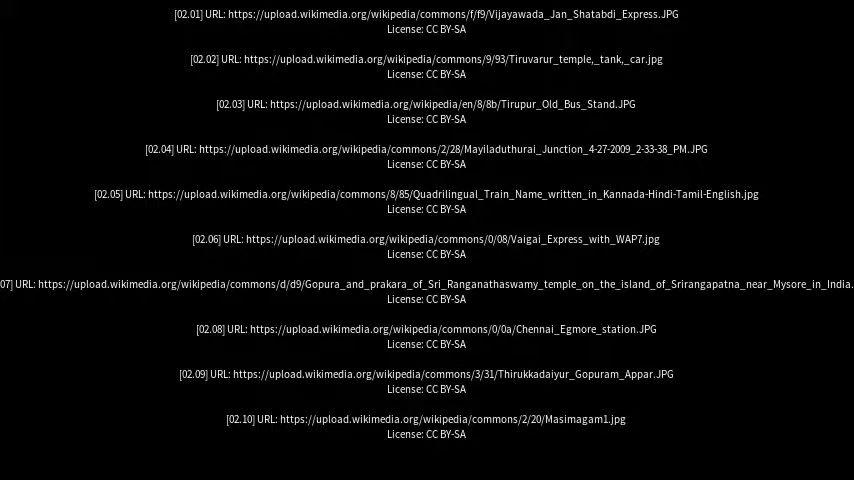 [02.01] URL: https://upload.wikimedia.org/wikipedia/commons/f/f9/Vijayawada_Jan_Shatabdi_Express.JPG
License: CC BY-SA
[02.02] URL: https://upload.wikimedia.org/wikipedia/commons/9/93/Tiruvarur_temple,_tank,_car.jpg
License: CC BY-SA
[02.03] URL: https://upload.wikimedia.org/wikipedia/en/8/8b/Tirupur_Old_Bus_Stand.JPG
License: CC BY-SA
[02.04] URL: https://upload.wikimedia.org/wikipedia/commons/2/28/Mayiladuthurai_Junction_4-27-2009_2-33-38_PM.JPG
License: CC BY-SA
[02.05] URL: https://upload.wikimedia.org/wikipedia/commons/8/85/Quadrilingual_Train_Name_written_in_Kannada-Hindi-Tamil-English.jpg
License: CC BY-SA
[02.06] URL: https://upload.wikimedia.org/wikipedia/commons/0/08/Vaigai_Express_with_WAP7.jpg
License: CC BY-SA
07] URL: https://upload.wikimedia.org/wikipedia/commons/d/d9/Gopura_and_prakara_of_Sri_Ranganathaswamy_temple_on_the_island_of_Srirangapatna_near_Mysore_in_India.
License: CC BY-SA
[02.08] URL: https://upload.wikimedia.org/wikipedia/commons/0/0a/Chennai_Egmore_station.JPG
License: CC BY-SA
[02.09] URL: https://upload.wikimedia.org/wikipedia/commons/3/31/Thirukkadaiyur_Gopuram_Appar.JPG
License: CC BY-SA
[02.10] URL: https://upload.wikimedia.org/wikipedia/commons/2/20/Masimagam1.jpg
License: CC BY-SA